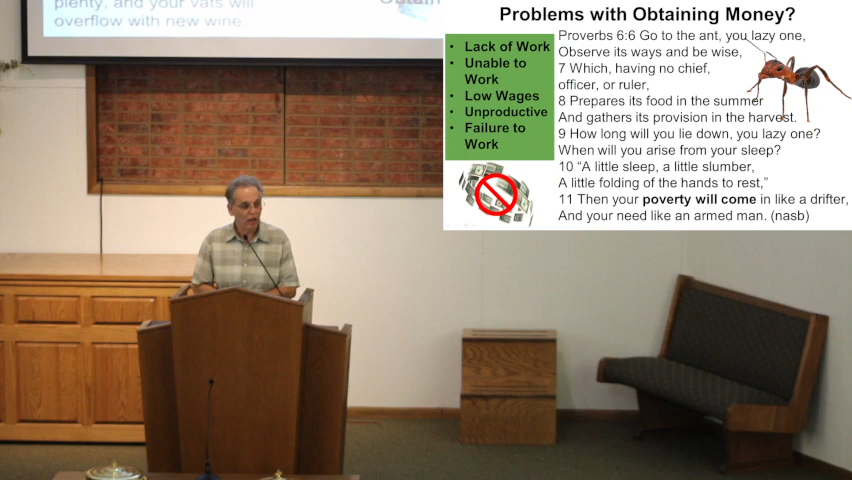 plenty, and your vats will
overflow with new wine.
Problems with Obtaining Money?
• Lack of Work
• Unable to
Work
• Low Wages
• Unproductive
• Failure to
Work
Proverbs 6:6 Go to the ant, you lazy one,
Observe its ways and be wise,
7 Which, having no chief,
officer, or ruler,
8 Prepares its food in the summer
And gathers its provision in the harvest.
9 How long will you lie down, you lazy one?
When will you arise from your sleep?
10 “A little sleep, a little slumber,
A little folding of the hands to rest,”
11 Then your poverty will come in like a drifter,
And your need like an armed man. (nasb)